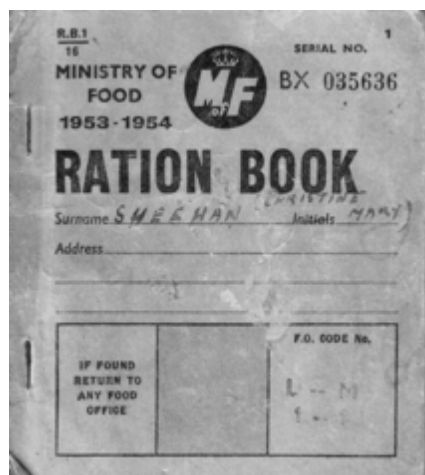 R.B.1
16
1
SERIAL NO.
MINISTRY OF
FOOD
1953-1954
MF
M of F
BX 035636
RATION BOOK
(CHRISTINE
Surname SHEEHAN Initials MARY)
Address
IF FOUND
RETURN TO
ANY FOOD
OFFICE
F.O. CODE No.
L -- M